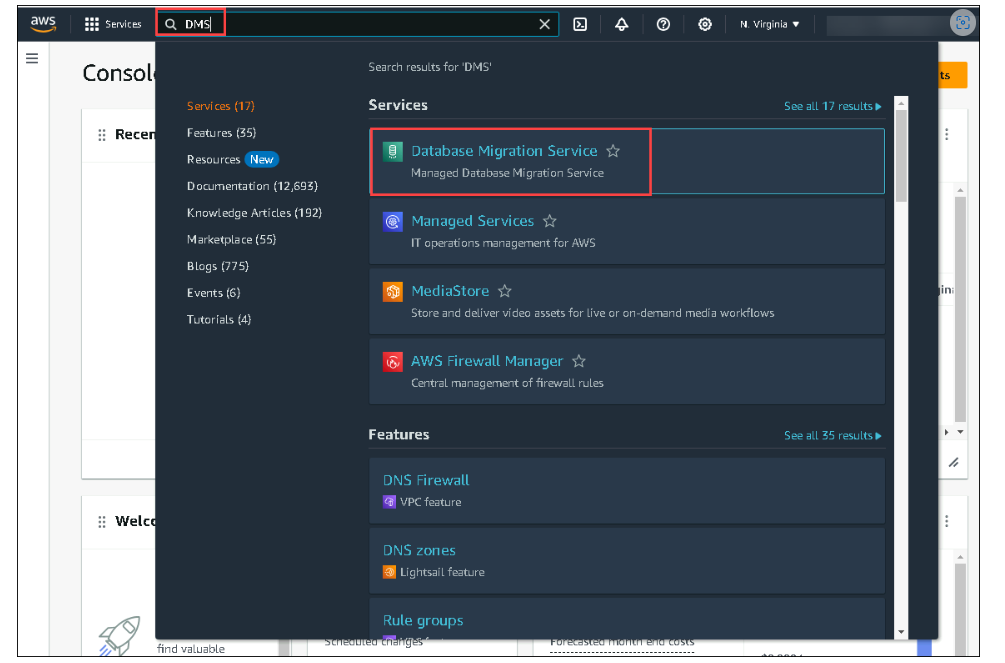 aws
Services
DMS
N. Virginia
Consol
ts
Search results for 'DMS'
Services (17)
Features (35)
Resources New
Documentation (12,693)
Knowledge Articles (192)
Marketplace (55)
Blogs (775)
Events (6)
Tutorials (4)
Services
See all 17 results
Database Migration Service
Managed Database Migration Service
Managed Services
IT operations management for AWS
MediaStore
Store and deliver video assets for live or on-demand media workflows
AWS Firewall Manager
Central management of firewall rules
Features
See all 35 results
DNS Firewall
VPC feature
DNS zones
Lightsail feature
Rule groups
Recen
Welco
find valuable
Scheduled changes
Forecasted month end costs